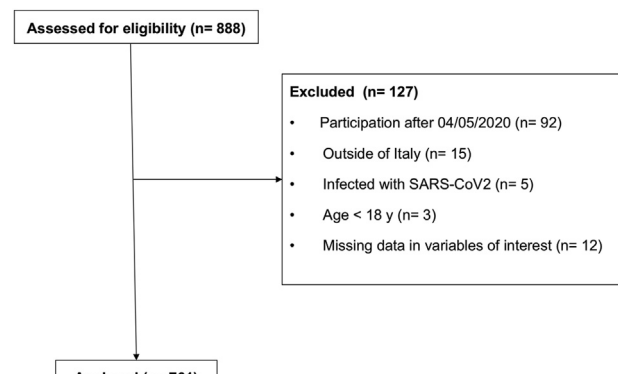 Assessed for eligibility (n= 888)
Excluded (n= 127)
• Participation after 04/05/2020 (n= 92)
• Outside of Italy (n= 15)
• Infected with SARS-CoV2 (n= 5)
• Age < 18 y (n= 3)
• Missing data in variables of interest (n= 12)